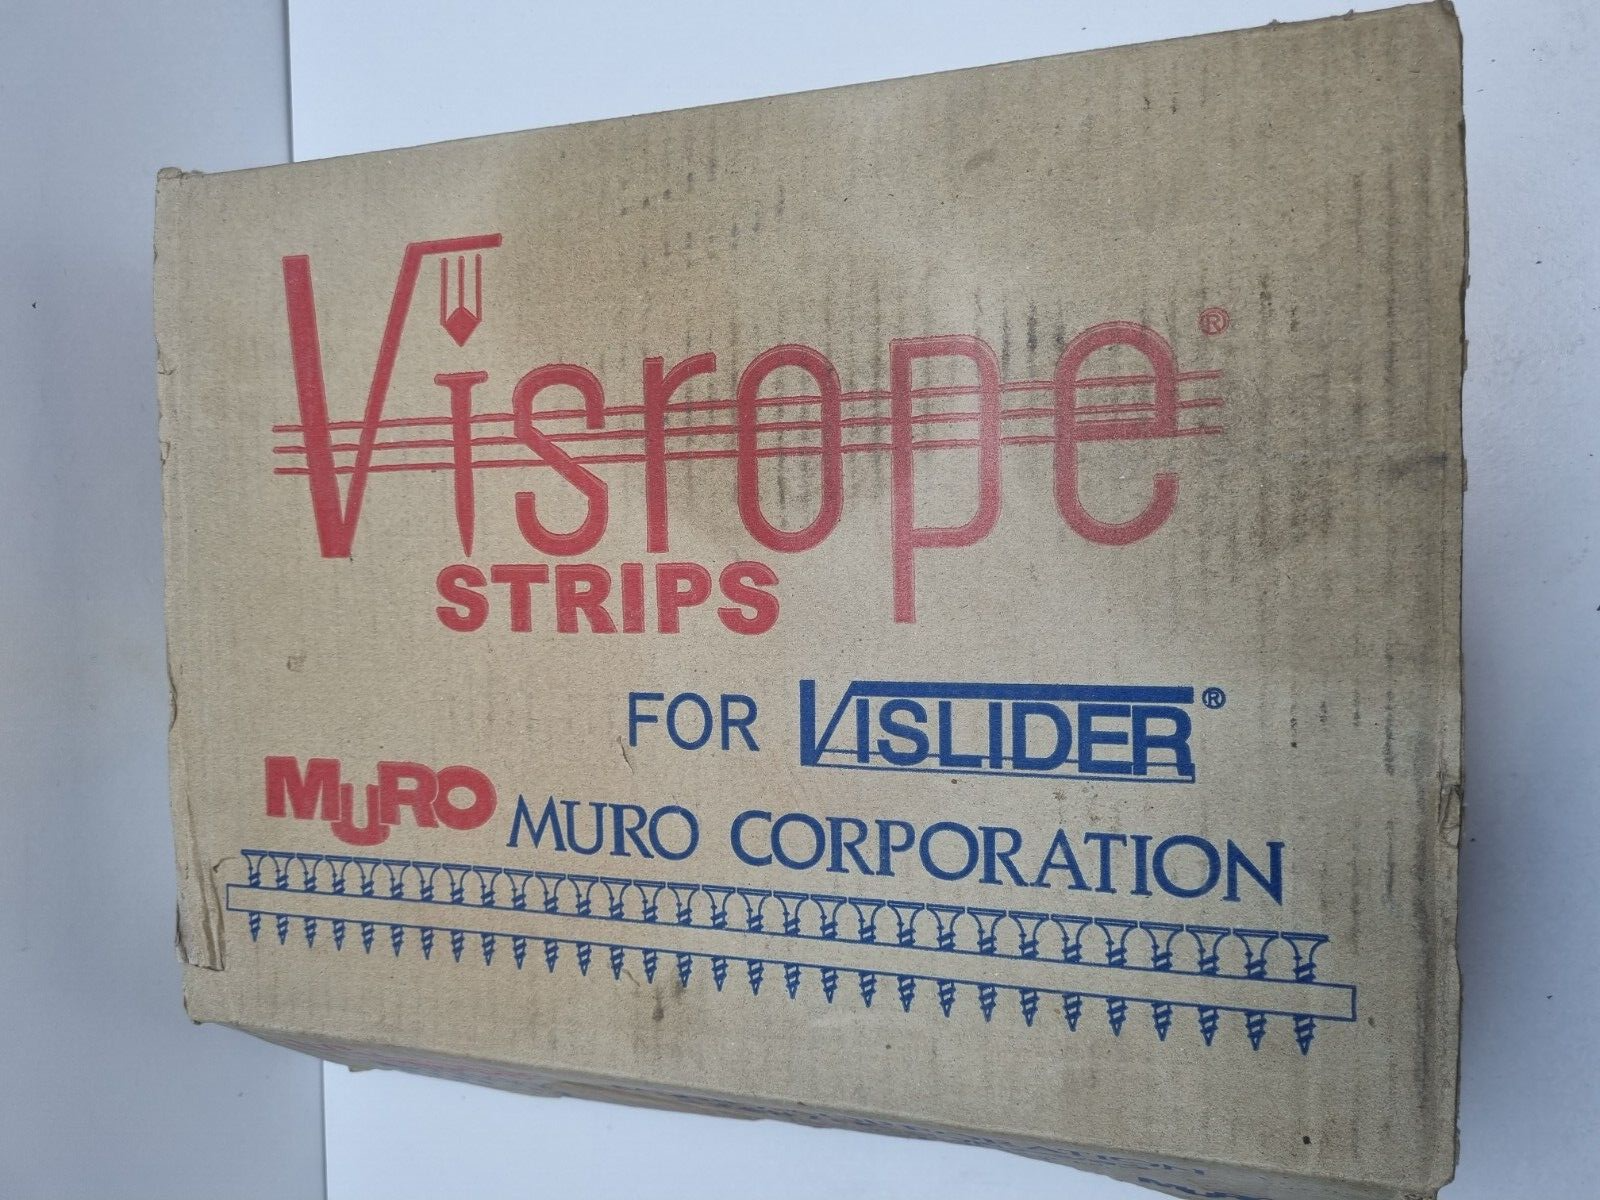 Visrope®
STRIPS
FOR VISLIDER®
MURO MURO CORPORATION